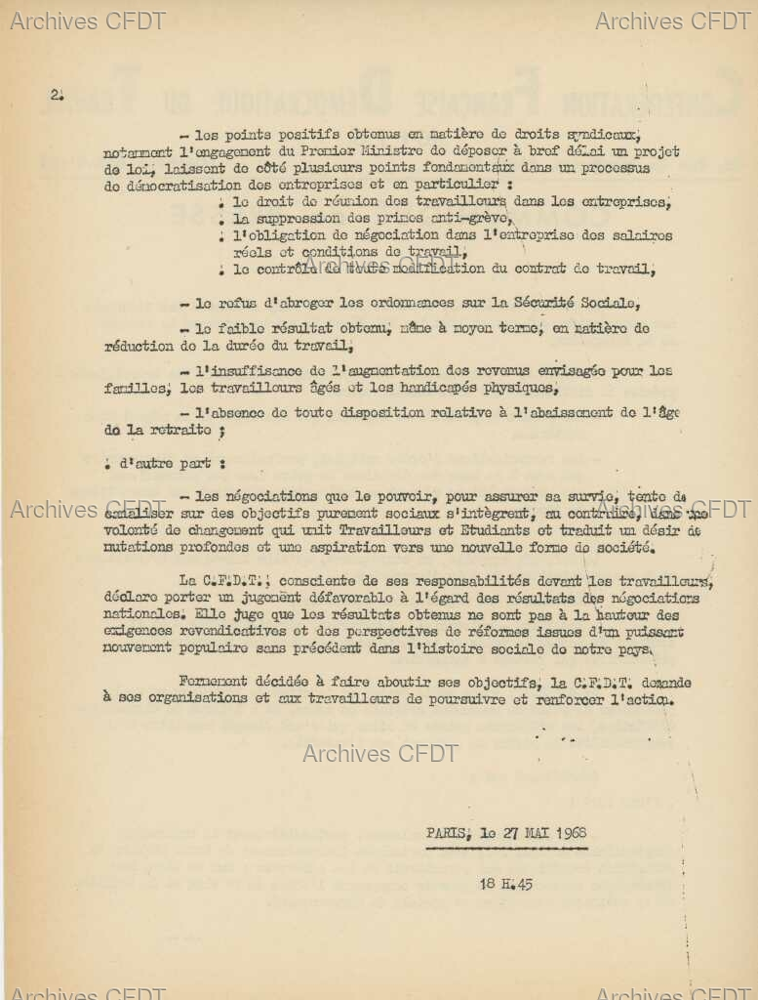 Archives CFDT Archives CFDT
2.
- les points positifs obtenus en matière de droits syndicaux,
notamment l'engagement du Premier Ministre de déposer à bref délai un projet
de loi, laissent de côté plusieurs points fondamentaux dans un processus
de démocratisation des entreprises et en particulier :
. le droit de réunion des travailleurs dans les entreprises,
. la suppression des primes anti-grève,
. l'obligation de négociation dans l'entreprise des salaires
réels et conditions de travail,
Archives CFDT
. le contrôle de toute modification du contrat de travail,
- le refus d'abroger les ordonnances sur la Sécurité Sociale,
- le faible résultat obtenu, même à moyen terme, en matière de
réduction de la durée du travail,
- l'insuffisance de l'augmentation des revenus envisagée pour les
familles, les travailleurs âgés et les handicapés physiques,
- l'absence de toute disposition relative à l'abaissement de l'âge
de la retraite ;
. d'autre part :
- les négociations que le pouvoir, pour assurer sa survie, tente de
Archives CFDT Archives CFDT
canaliser sur des objectifs purement sociaux s'intègrent, au contraire, dans une
volonté de changement qui unit Travailleurs et Etudiants et traduit un désir de
mutations profondes et une aspiration vers une nouvelle forme de société.
La C.F.D.T., consciente de ses responsabilités devant les travailleurs,
déclare porter un jugement défavorable à l'égard des résultats des négociations
nationales. Elle juge que les résultats obtenus ne sont pas à la hauteur des
exigences revendicatives et des perspectives de réformes issues d'un puissant
mouvement populaire sans précédent dans l'histoire sociale de notre pays.
Fermement décidée à faire aboutir ses objectifs, la C.F.D.T. demande
à ses organisations et aux travailleurs de poursuivre et renforcer l'action.
Archives CFDT
PARIS, le 27 MAI 1968
18 H.45
Archives CFDT Archives CFDT